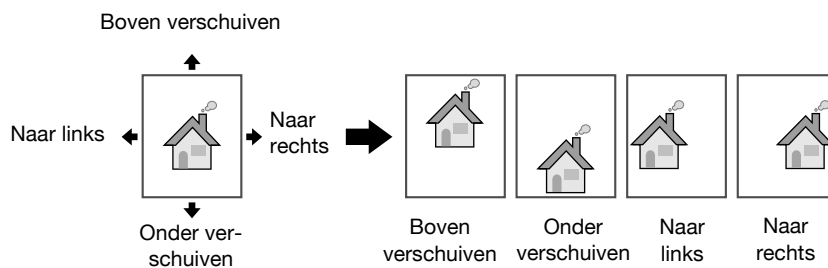 Boven verschuiven
Naar links
Naar
rechts
Onder ver-
schuiven
Boven
verschuiven
Onder
verschuiven
Naar
links
Naar
rechts